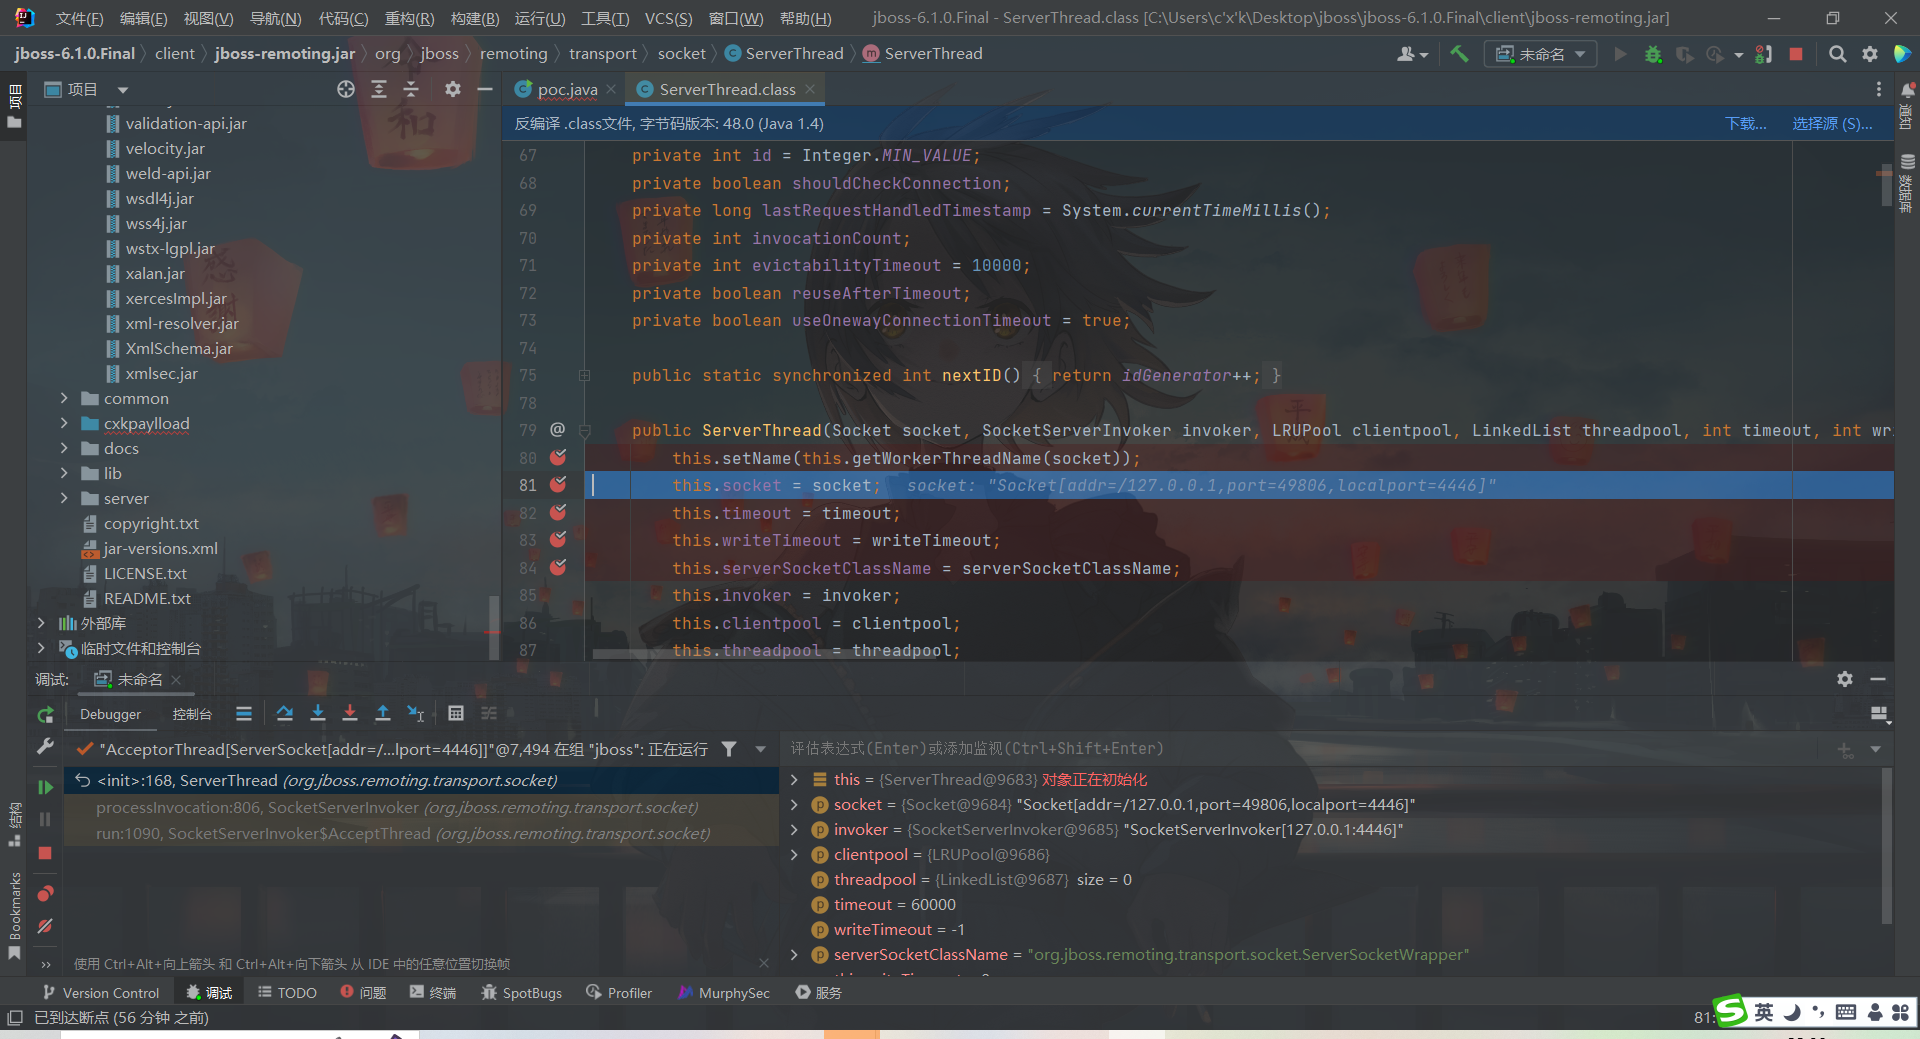 文件(F) 编辑(E) 视图(V) 导航(N) 代码(C) 重构(R) 构建(B) 运行(U) 工具(T) VCS(S) 窗口(W) 帮助(H) jboss-6.1.0.Final - ServerThread.class [C:\Users\c'x'k\Desktop\jboss\jboss-6.1.0.Final\client\jboss-remoting.jar]
jboss-6.1.0.Final client jboss-remoting.jar org jboss remoting transport socket ServerThread ServerThread 未命名
项目 poc.java ServerThread.class
反编译 .class文件, 字节码版本: 48.0 (Java 1.4) 下载... 选择源 (S)...
项目
通知
数据库
validation-api.jar
velocity.jar
weld-api.jar
wsdl4j.jar
wss4j.jar
wstx-lgpl.jar
xalan.jar
xercesImpl.jar
xml-resolver.jar
XmlSchema.jar
xmlsec.jar
common
cxkpaylload
docs
lib
server
copyright.txt
jar-versions.xml
LICENSE.txt
README.txt
外部库
临时文件和控制台
67 private int id = Integer.MIN_VALUE;
68 private boolean shouldCheckConnection;
69 private long lastRequestHandledTimestamp = System.currentTimeMillis();
70 private int invocationCount;
71 private int evictabilityTimeout = 10000;
72 private boolean reuseAfterTimeout;
73 private boolean useOnewayConnectionTimeout = true;
74
75 public static synchronized int nextID() { return idGenerator++; }
78
79 @ public ServerThread(Socket socket, SocketServerInvoker invoker, LRUPool clientpool, LinkedList threadpool, int timeout, int wri
80 this.setName(this.getWorkerThreadName(socket));
81 this.socket = socket; socket: "Socket[addr=/127.0.0.1,port=49806,localport=4446]"
82 this.timeout = timeout;
83 this.writeTimeout = writeTimeout;
84 this.serverSocketClassName = serverSocketClassName;
85 this.invoker = invoker;
86 this.clientpool = clientpool;
87 this.threadpool = threadpool;
调试: 未命名
Debugger 控制台
"AcceptorThread[ServerSocket[addr=/...lport=4446]]"@7,494 在组 "jboss": 正在运行
<init>:168, ServerThread (org.jboss.remoting.transport.socket)
processInvocation:806, SocketServerInvoker (org.jboss.remoting.transport.socket)
run:1090, SocketServerInvoker$AcceptThread (org.jboss.remoting.transport.socket)
使用 Ctrl+Alt+向上箭头 和 Ctrl+Alt+向下箭头 从 IDE 中的任意位置切换帧
评估表达式(Enter)或添加监视(Ctrl+Shift+Enter)
this = {ServerThread@9683} 对象正在初始化
socket = {Socket@9684} "Socket[addr=/127.0.0.1,port=49806,localport=4446]"
invoker = {SocketServerInvoker@9685} "SocketServerInvoker[127.0.0.1:4446]"
clientpool = {LRUPool@9686}
threadpool = {LinkedList@9687} size = 0
timeout = 60000
writeTimeout = -1
serverSocketClassName = "org.jboss.remoting.transport.socket.ServerSocketWrapper"
结构
Bookmarks
Version Control 调试 TODO 问题 终端 SpotBugs Profiler MurphySec 服务
已到达断点 (56 分钟 之前) 81:
英